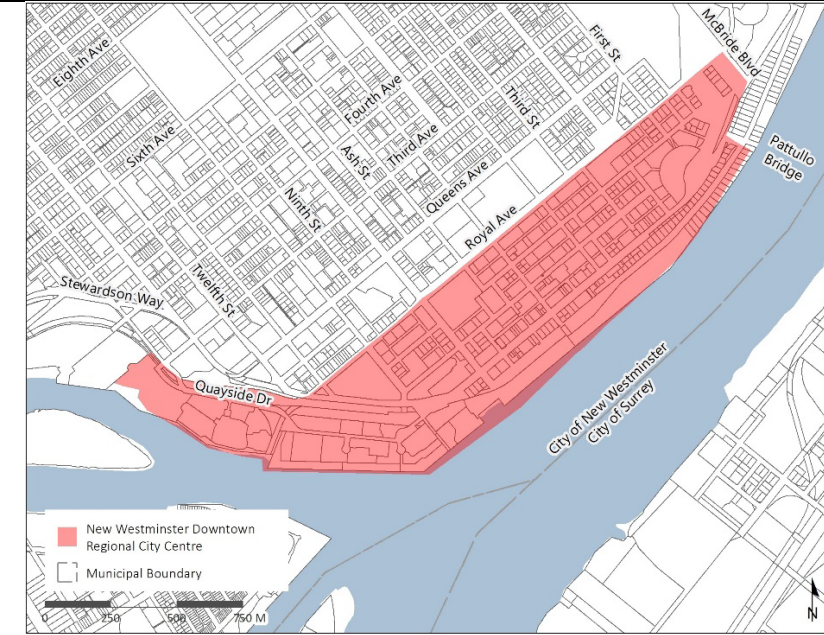 McBride Blvd
First St
Eighth Ave
Fourth Ave
Third St
Sixth Ave
Ash St
Third Ave
Pattullo
Bridge
Queens Ave
Ninth St
Royal Ave
Twelfth St
Stewardson Way
Quayside Dr
City of New Westminster
City of Surrey
New Westminster Downtown
Regional City Centre
Municipal Boundary
0 250 500 750 M
N